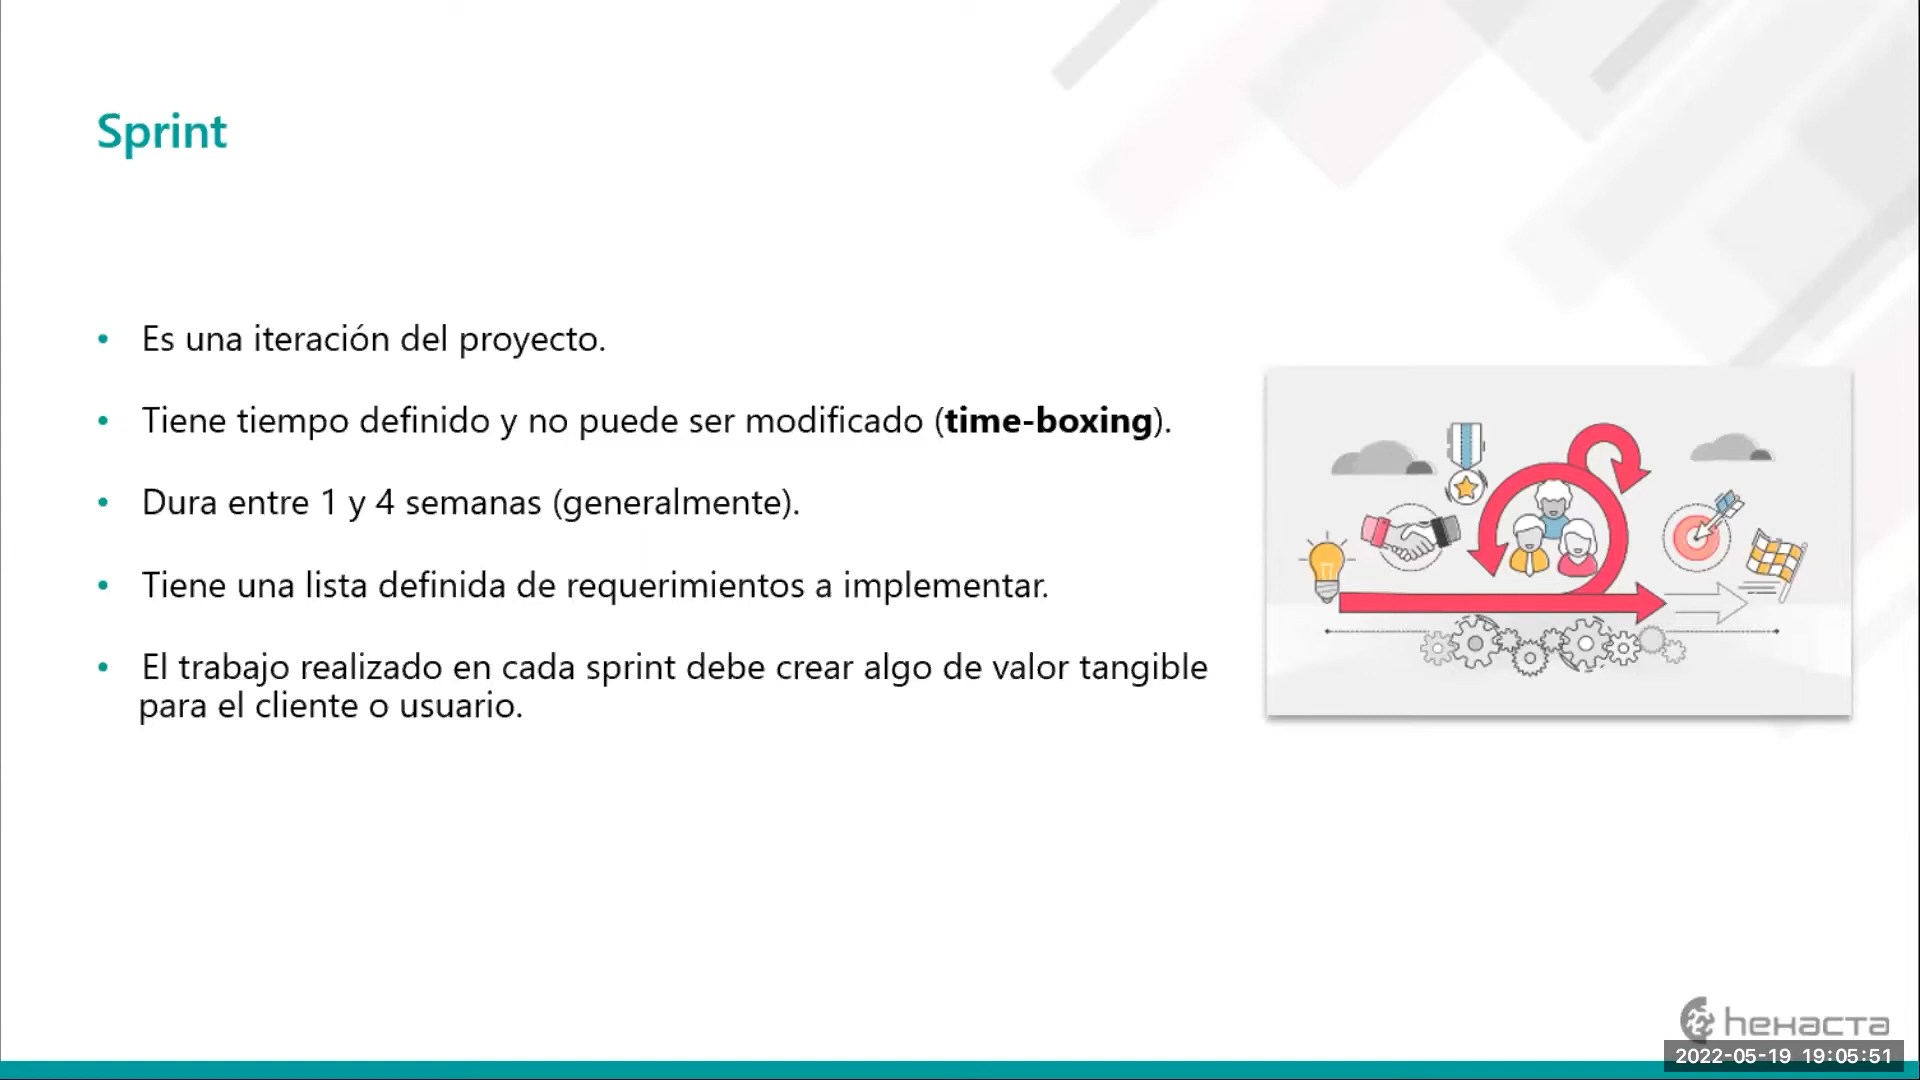 Sprint
• Es una iteración del proyecto.
• Tiene tiempo definido y no puede ser modificado (time-boxing).
• Dura entre 1 y 4 semanas (generalmente).
• Tiene una lista definida de requerimientos a implementar.
• El trabajo realizado en cada sprint debe crear algo de valor tangible
para el cliente o usuario.
hexacta
2022-05-19 19:05:51